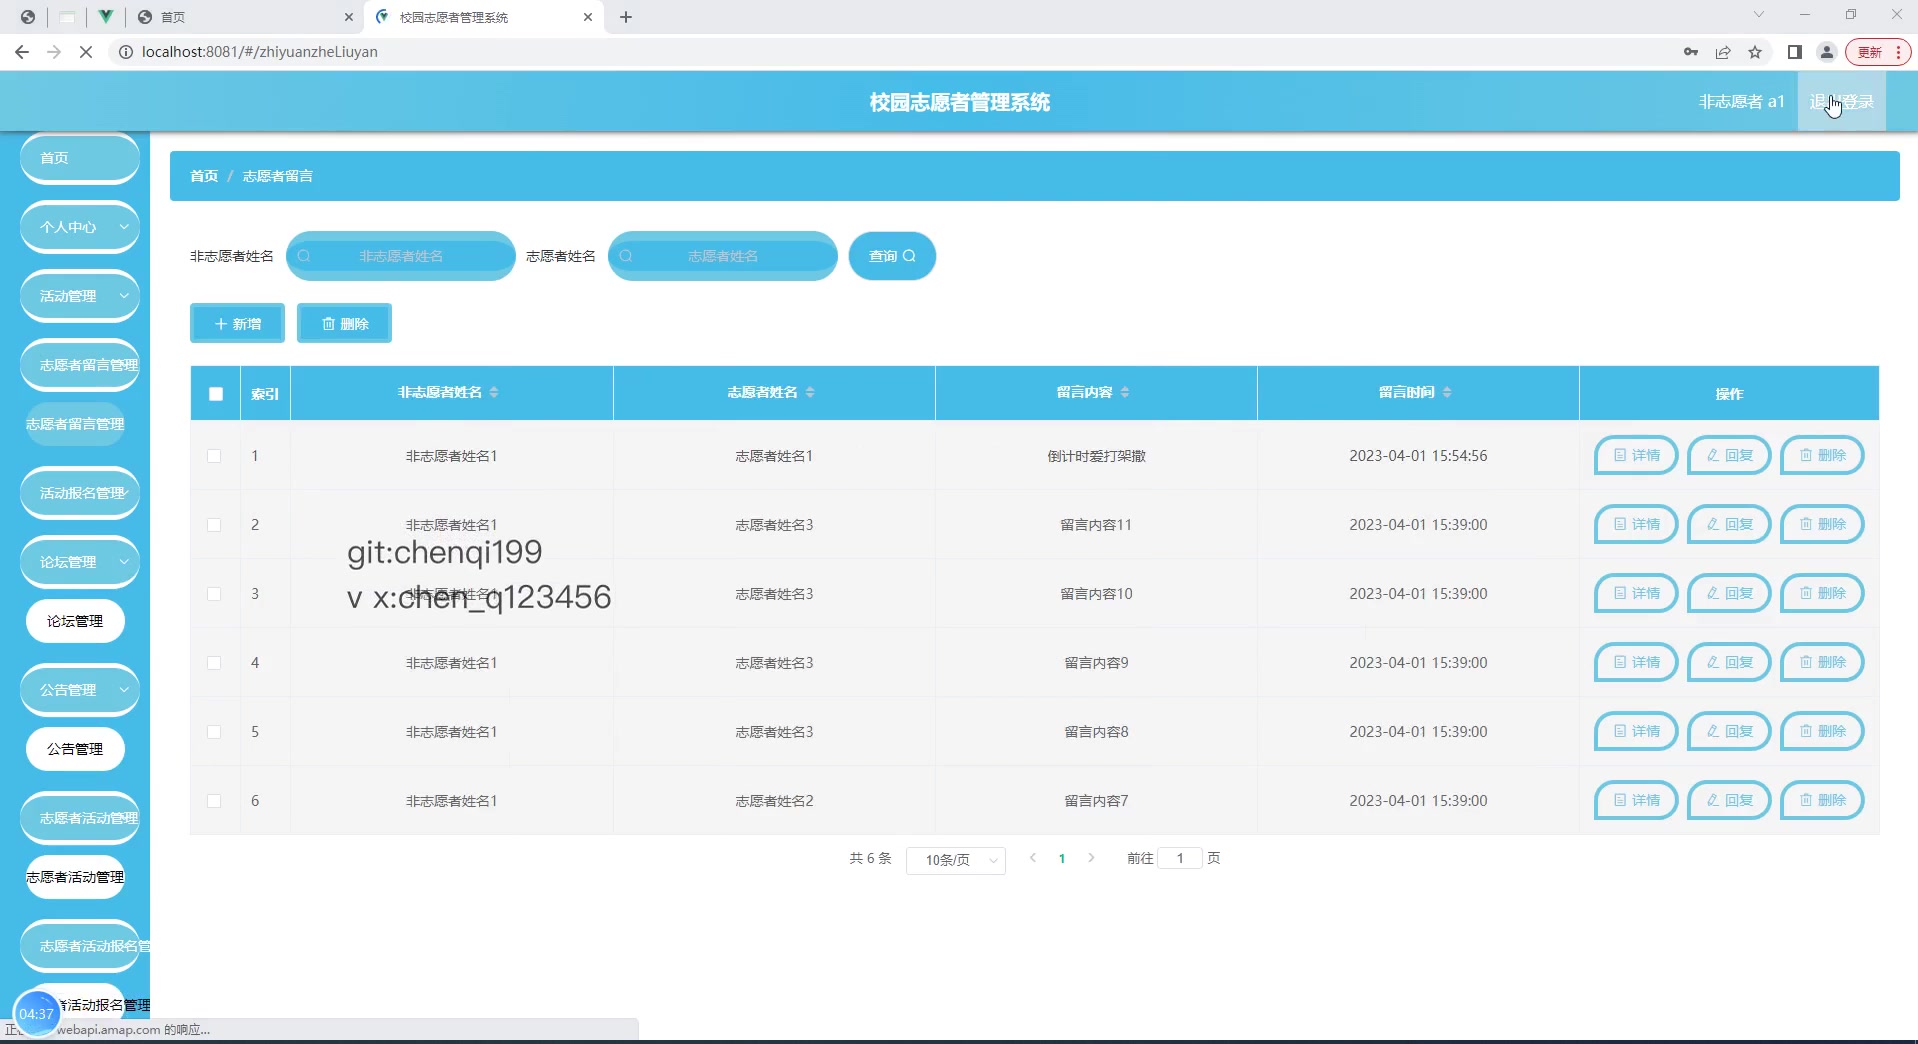 首页
校园志愿者管理系统
localhost:8081/#/zhiyuanzheLiuyan
更新
校园志愿者管理系统
非志愿者 a1
登录
首页
个人中心
活动管理
志愿者留言管理
志愿者留言管理
活动报名管理
论坛管理
论坛管理
公告管理
公告管理
志愿者活动管理
志愿者活动管理
志愿者活动报名管
者活动报名管理
首页 / 志愿者留言
非志愿者姓名 非志愿者姓名 志愿者姓名 志愿者姓名 查询
新增 删除
索引 非志愿者姓名 志愿者姓名 留言内容 留言时间 操作
1 非志愿者姓名1 志愿者姓名1 倒计时爱打架撒 2023-04-01 15:54:56 详情 回复 删除
2 非志愿者姓名1 志愿者姓名3 留言内容11 2023-04-01 15:39:00 详情 回复 删除
git:chenqi199
3 非志愿者姓名1 志愿者姓名3 留言内容10 2023-04-01 15:39:00 详情 回复 删除
v x:chen_q123456
4 非志愿者姓名1 志愿者姓名3 留言内容9 2023-04-01 15:39:00 详情 回复 删除
5 非志愿者姓名1 志愿者姓名3 留言内容8 2023-04-01 15:39:00 详情 回复 删除
6 非志愿者姓名1 志愿者姓名2 留言内容7 2023-04-01 15:39:00 详情 回复 删除
共 6 条 10条/页 1 前往 1 页
04:37
webapi.amap.com 的响应...